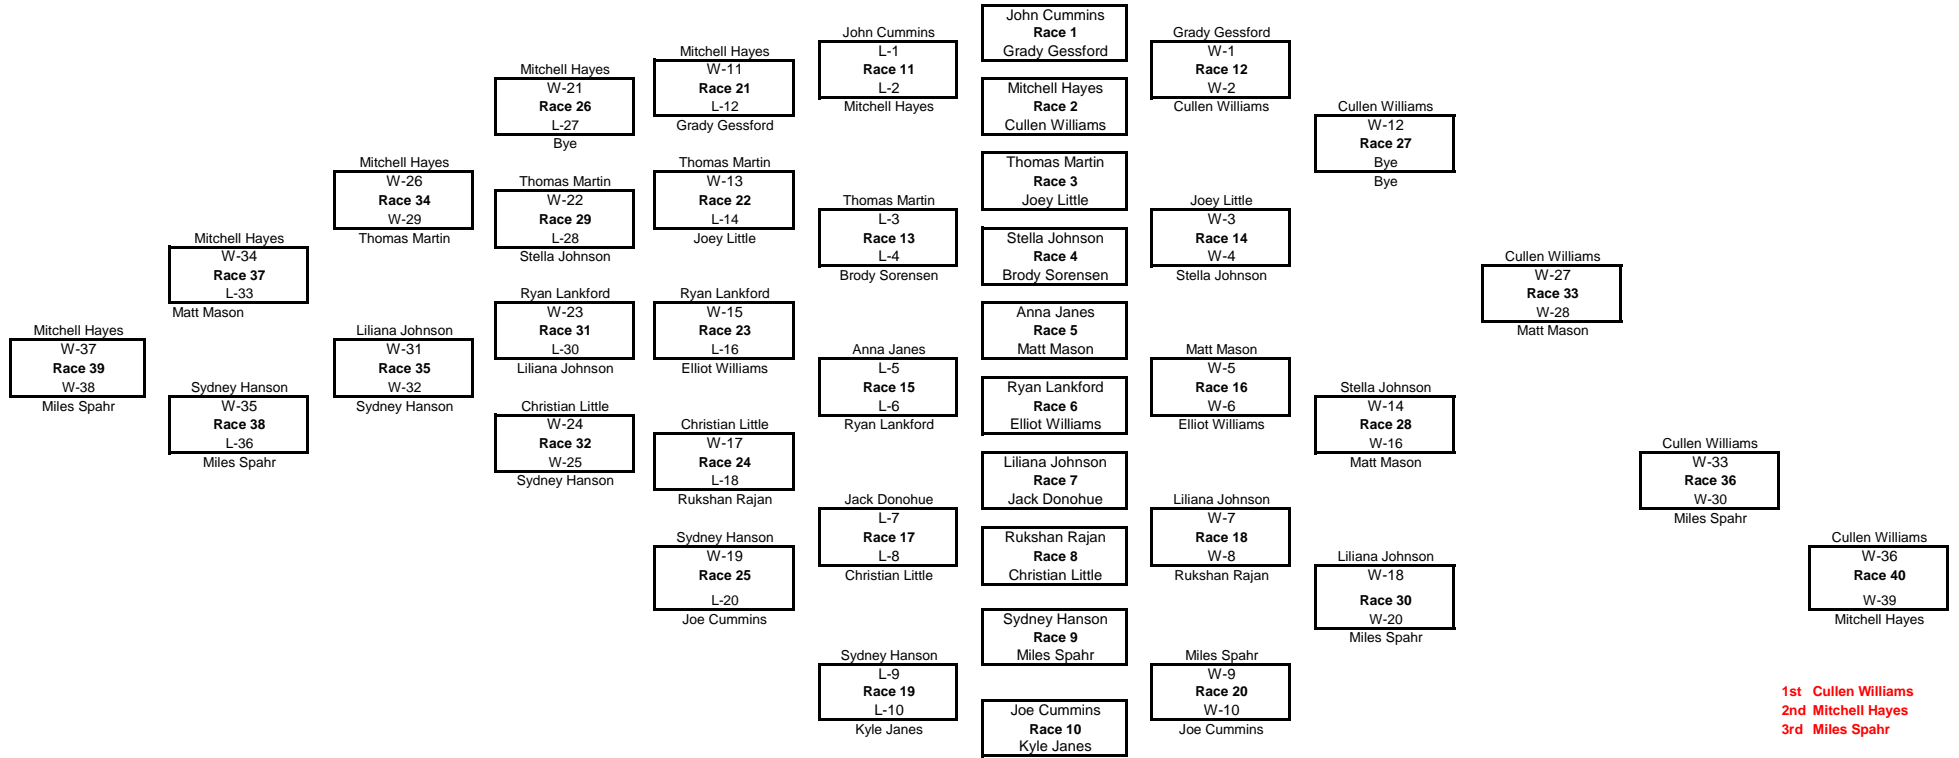 Mitchell Hayes
W-37
Race 39
W-38
Miles Spahr
Mitchell Hayes
W-34
Race 37
L-33
Matt Mason
Sydney Hanson
W-35
Race 38
L-36
Miles Spahr
Mitchell Hayes
W-26
Race 34
W-29
Thomas Martin
Liliana Johnson
W-31
Race 35
W-32
Sydney Hanson
Mitchell Hayes
W-21
Race 26
L-27
Bye
Thomas Martin
W-22
Race 29
L-28
Stella Johnson
Ryan Lankford
W-23
Race 31
L-30
Liliana Johnson
Christian Little
W-24
Race 32
W-25
Sydney Hanson
Mitchell Hayes
W-11
Race 21
L-12
Grady Gessford
Thomas Martin
W-13
Race 22
L-14
Joey Little
Ryan Lankford
W-15
Race 23
L-16
Elliot Williams
Christian Little
W-17
Race 24
L-18
Rukshan Rajan
Sydney Hanson
W-19
Race 25
L-20
Joe Cummins
John Cummins
L-1
Race 11
L-2
Mitchell Hayes
Thomas Martin
L-3
Race 13
L-4
Brody Sorensen
Anna Janes
L-5
Race 15
L-6
Ryan Lankford
Jack Donohue
L-7
Race 17
L-8
Christian Little
Sydney Hanson
L-9
Race 19
L-10
Kyle Janes
John Cummins
Race 1
Grady Gessford
Mitchell Hayes
Race 2
Cullen Williams
Thomas Martin
Race 3
Joey Little
Stella Johnson
Race 4
Brody Sorensen
Anna Janes
Race 5
Matt Mason
Ryan Lankford
Race 6
Elliot Williams
Liliana Johnson
Race 7
Jack Donohue
Rukshan Rajan
Race 8
Christian Little
Sydney Hanson
Race 9
Miles Spahr
Joe Cummins
Race 10
Kyle Janes
Grady Gessford
W-1
Race 12
W-2
Cullen Williams
Joey Little
W-3
Race 14
W-4
Stella Johnson
Matt Mason
W-5
Race 16
W-6
Elliot Williams
Liliana Johnson
W-7
Race 18
W-8
Rukshan Rajan
Miles Spahr
W-9
Race 20
W-10
Joe Cummins
Cullen Williams
W-12
Race 27
Bye
Bye
Stella Johnson
W-14
Race 28
W-16
Matt Mason
Liliana Johnson
W-18
Race 30
W-20
Miles Spahr
Cullen Williams
W-27
Race 33
W-28
Matt Mason
Cullen Williams
W-33
Race 36
W-30
Miles Spahr
Cullen Williams
W-36
Race 40
W-39
Mitchell Hayes
1st Cullen Williams
2nd Mitchell Hayes
3rd Miles Spahr